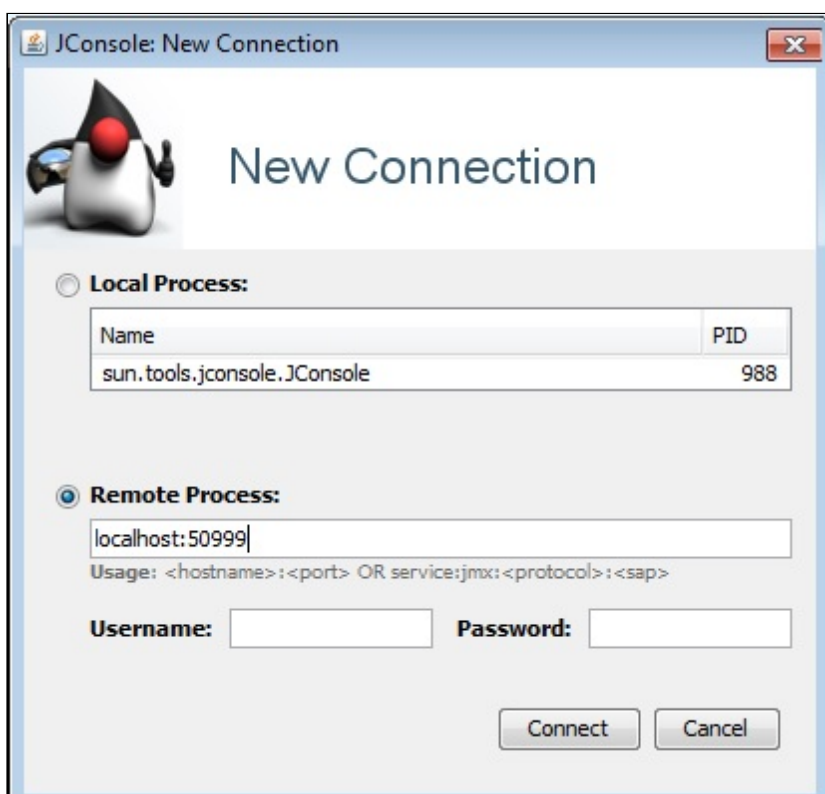 JConsole: New Connection
New Connection
Local Process:
Name PID
sun.tools.jconsole.JConsole 988
Remote Process:
localhost:50999
Usage: <hostname>:<port> OR service:jmx:<protocol>:<sap>
Username: Password:
Connect Cancel